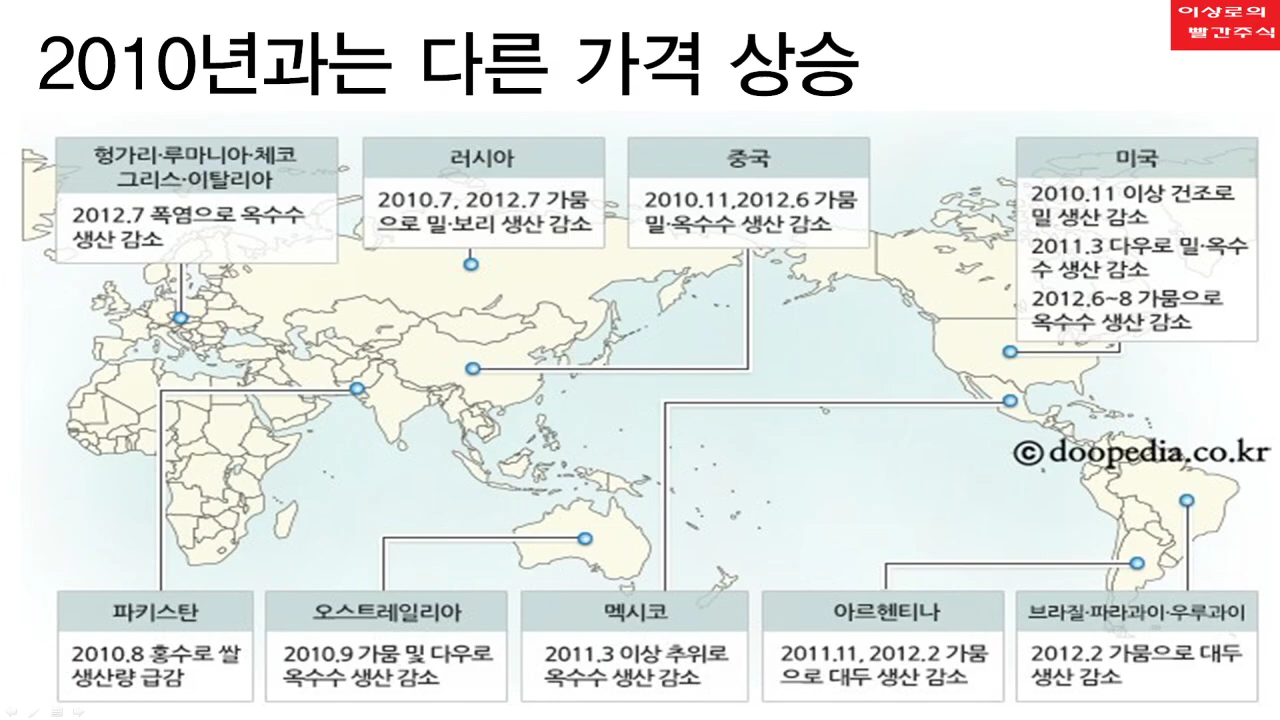 이상로의
빨간주식
2010년과는 다른 가격 상승
헝가리·루마니아·체코
그리스·이탈리아
2012.7 폭염으로 옥수수
생산 감소
러시아
2010.7, 2012.7 가뭄
으로 밀·보리 생산 감소
중국
2010.11,2012.6 가뭄
밀·옥수수 생산 감소
미국
2010.11 이상 건조로
밀 생산 감소
2011.3 다우로 밀·옥수
수 생산 감소
2012.6~8 가뭄으로
옥수수 생산 감소
ⓒdoopedia.co.kr
파키스탄
2010.8 홍수로 쌀
생산량 급감
오스트레일리아
2010.9 가뭄 및 다우로
옥수수 생산 감소
멕시코
2011.3 이상 추위로
옥수수 생산 감소
아르헨티나
2011.11, 2012.2 가뭄
으로 대두 생산 감소
브라질·파라과이·우루과이
2012.2 가뭄으로 대두
생산 감소